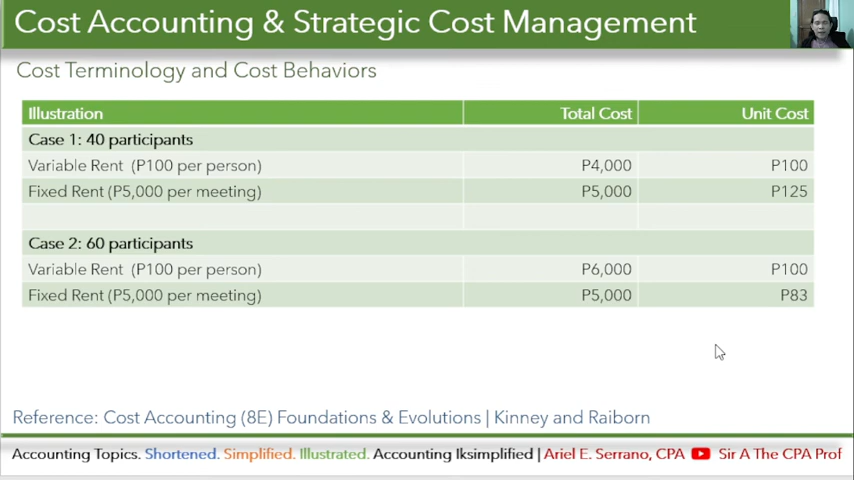 Cost Accounting & Strategic Cost Management
Cost Terminology and Cost Behaviors
Illustration Total Cost Unit Cost
Case 1: 40 participants
Variable Rent (P100 per person) P4,000 P100
Fixed Rent (P5,000 per meeting) P5,000 P125
Case 2: 60 participants
Variable Rent (P100 per person) P6,000 P100
Fixed Rent (P5,000 per meeting) P5,000 P83
Reference: Cost Accounting (8E) Foundations & Evolutions | Kinney and Raiborn
Accounting Topics. Shortened. Simplified. Illustrated. Accounting Iksimplified | Ariel E. Serrano, CPA Sir A The CPA Prof